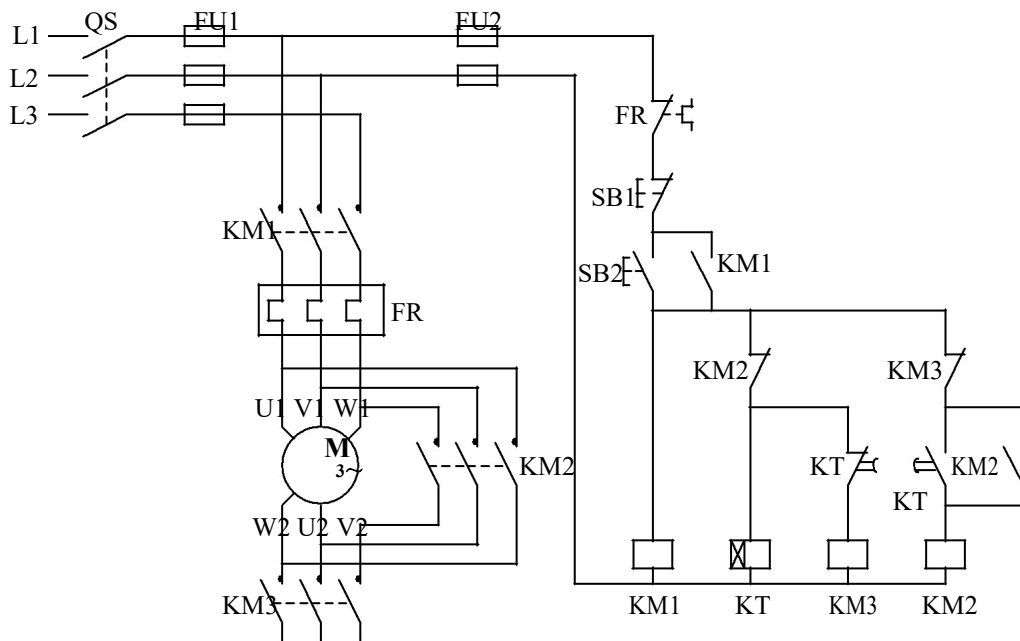 QS FU1 FU2
L1
L2
L3
FR
SB1
KM1
SB2 KM1
FR
KM2 KM3
U1 V1 W1
M
3~
KM2
KT KM2
KT
W2 U2 V2
KM3
KM1 KT KM3 KM2